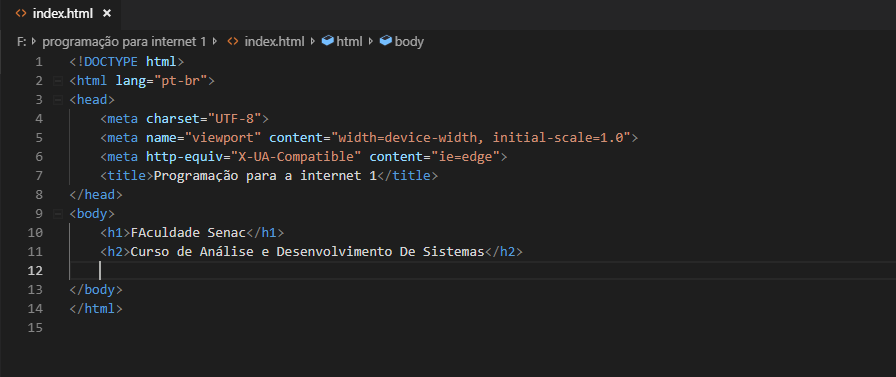 index.html ×
F: › programação para internet 1 › <> index.html › html › body
1 <!DOCTYPE html>
2 <html lang="pt-br">
3 <head>
4 <meta charset="UTF-8">
5 <meta name="viewport" content="width=device-width, initial-scale=1.0">
6 <meta http-equiv="X-UA-Compatible" content="ie=edge">
7 <title>Programação para a internet 1</title>
8 </head>
9 <body>
10 <h1>FAculdade Senac</h1>
11 <h2>Curso de Análise e Desenvolvimento De Sistemas</h2>
12
13 </body>
14 </html>
15